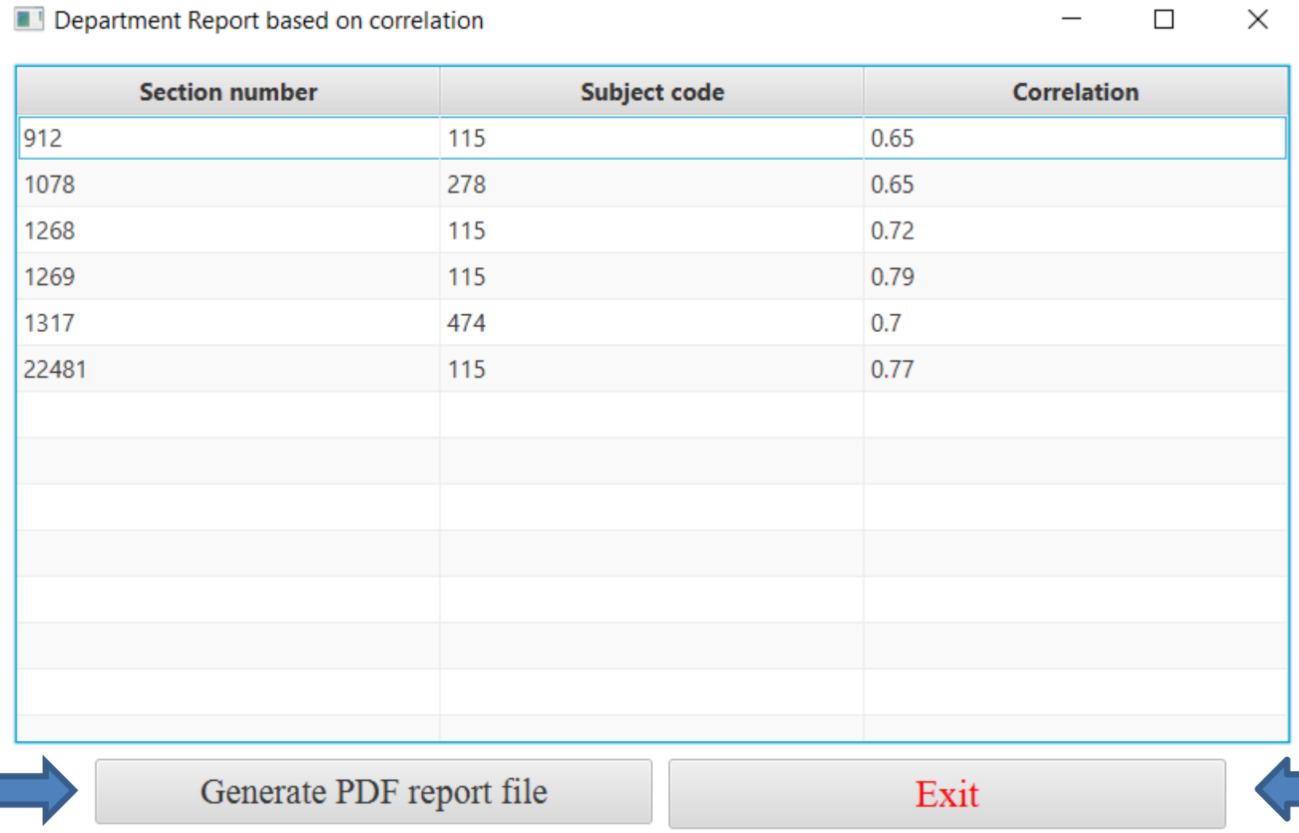 Department Report based on correlation
Section number Subject code Correlation
912 115 0.65
1078 278 0.65
1268 115 0.72
1269 115 0.79
1317 474 0.7
22481 115 0.77
Generate PDF report file Exit